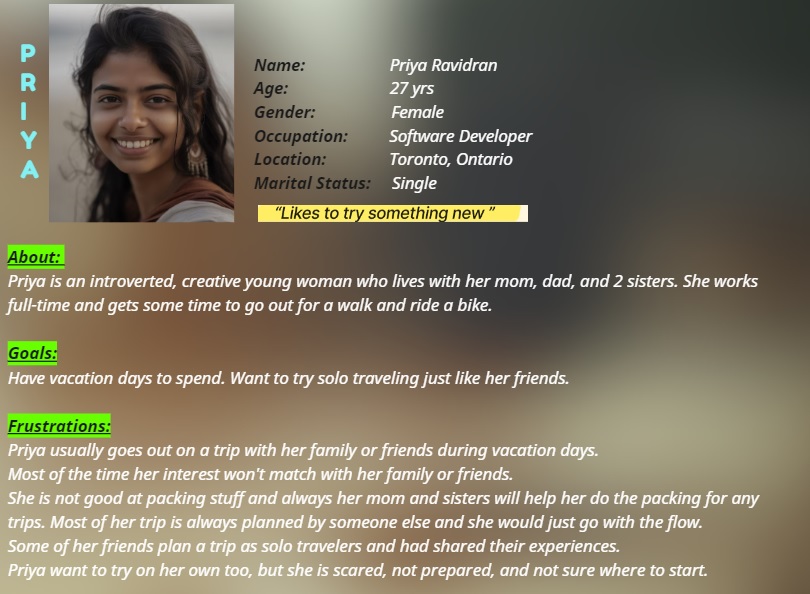 PRIYA
Name: Priya Ravidran
Age: 27 yrs
Gender: Female
Occupation: Software Developer
Location: Toronto, Ontario
Marital Status: Single
“Likes to try something new ”
About:
Priya is an introverted, creative young woman who lives with her mom, dad, and 2 sisters. She works
full-time and gets some time to go out for a walk and ride a bike.
Goals:
Have vacation days to spend. Want to try solo traveling just like her friends.
Frustrations:
Priya usually goes out on a trip with her family or friends during vacation days.
Most of the time her interest won't match with her family or friends.
She is not good at packing stuff and always her mom and sisters will help her do the packing for any
trips. Most of her trip is always planned by someone else and she would just go with the flow.
Some of her friends plan a trip as solo travelers and had shared their experiences.
Priya want to try on her own too, but she is scared, not prepared, and not sure where to start.